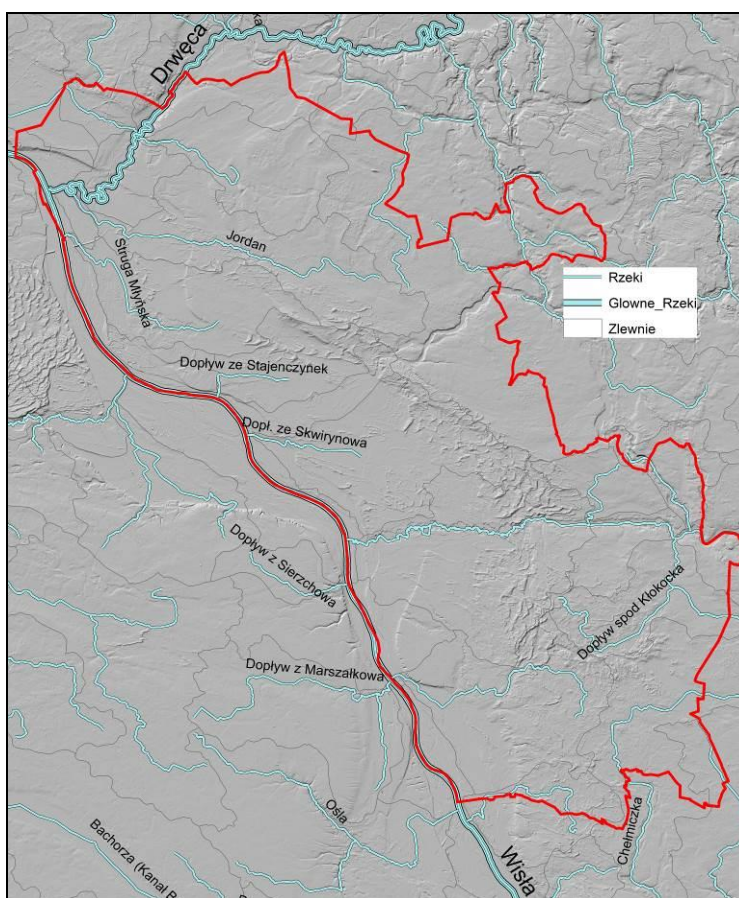 Drwęca
Jordan
Struga Młyńska
Rzeki
Glowne_Rzeki
Zlewnie
Dopływ ze Stajenczynek
Dopł. ze Skwirynowa
Dopływ z Sierzchowa
Dopływ spod Kłokocka
Dopływ z Marszałkowa
Ośla
Chełmiczka
Bachorza (Kanał B
Wisła